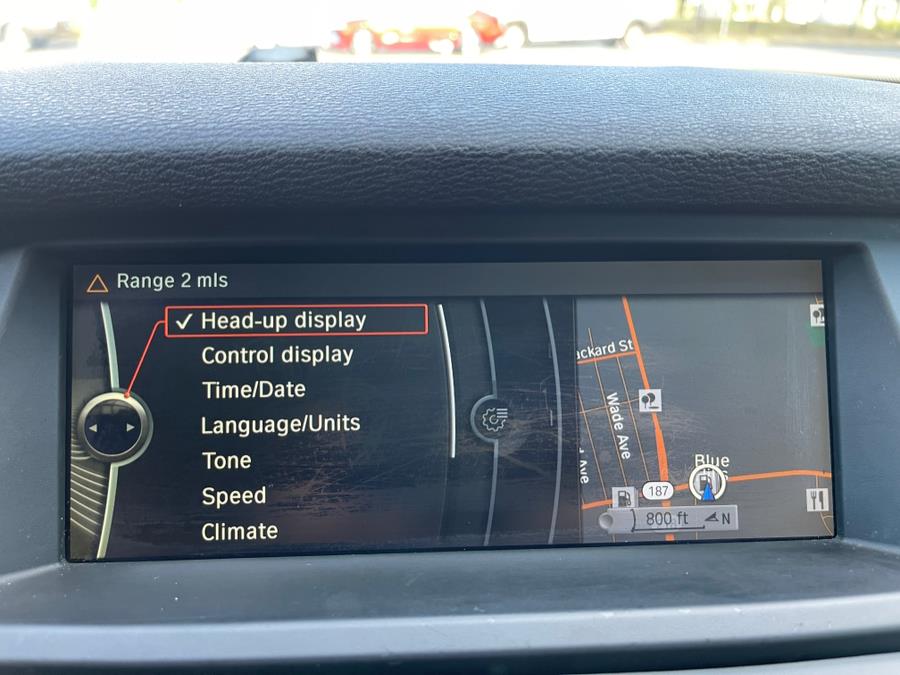 Range 2 mls
Head-up display
Control display
Time/Date
Language/Units
Tone
Speed
Climate
ackard St
Wade Ave
Ave
Blue
187
800 ft
N